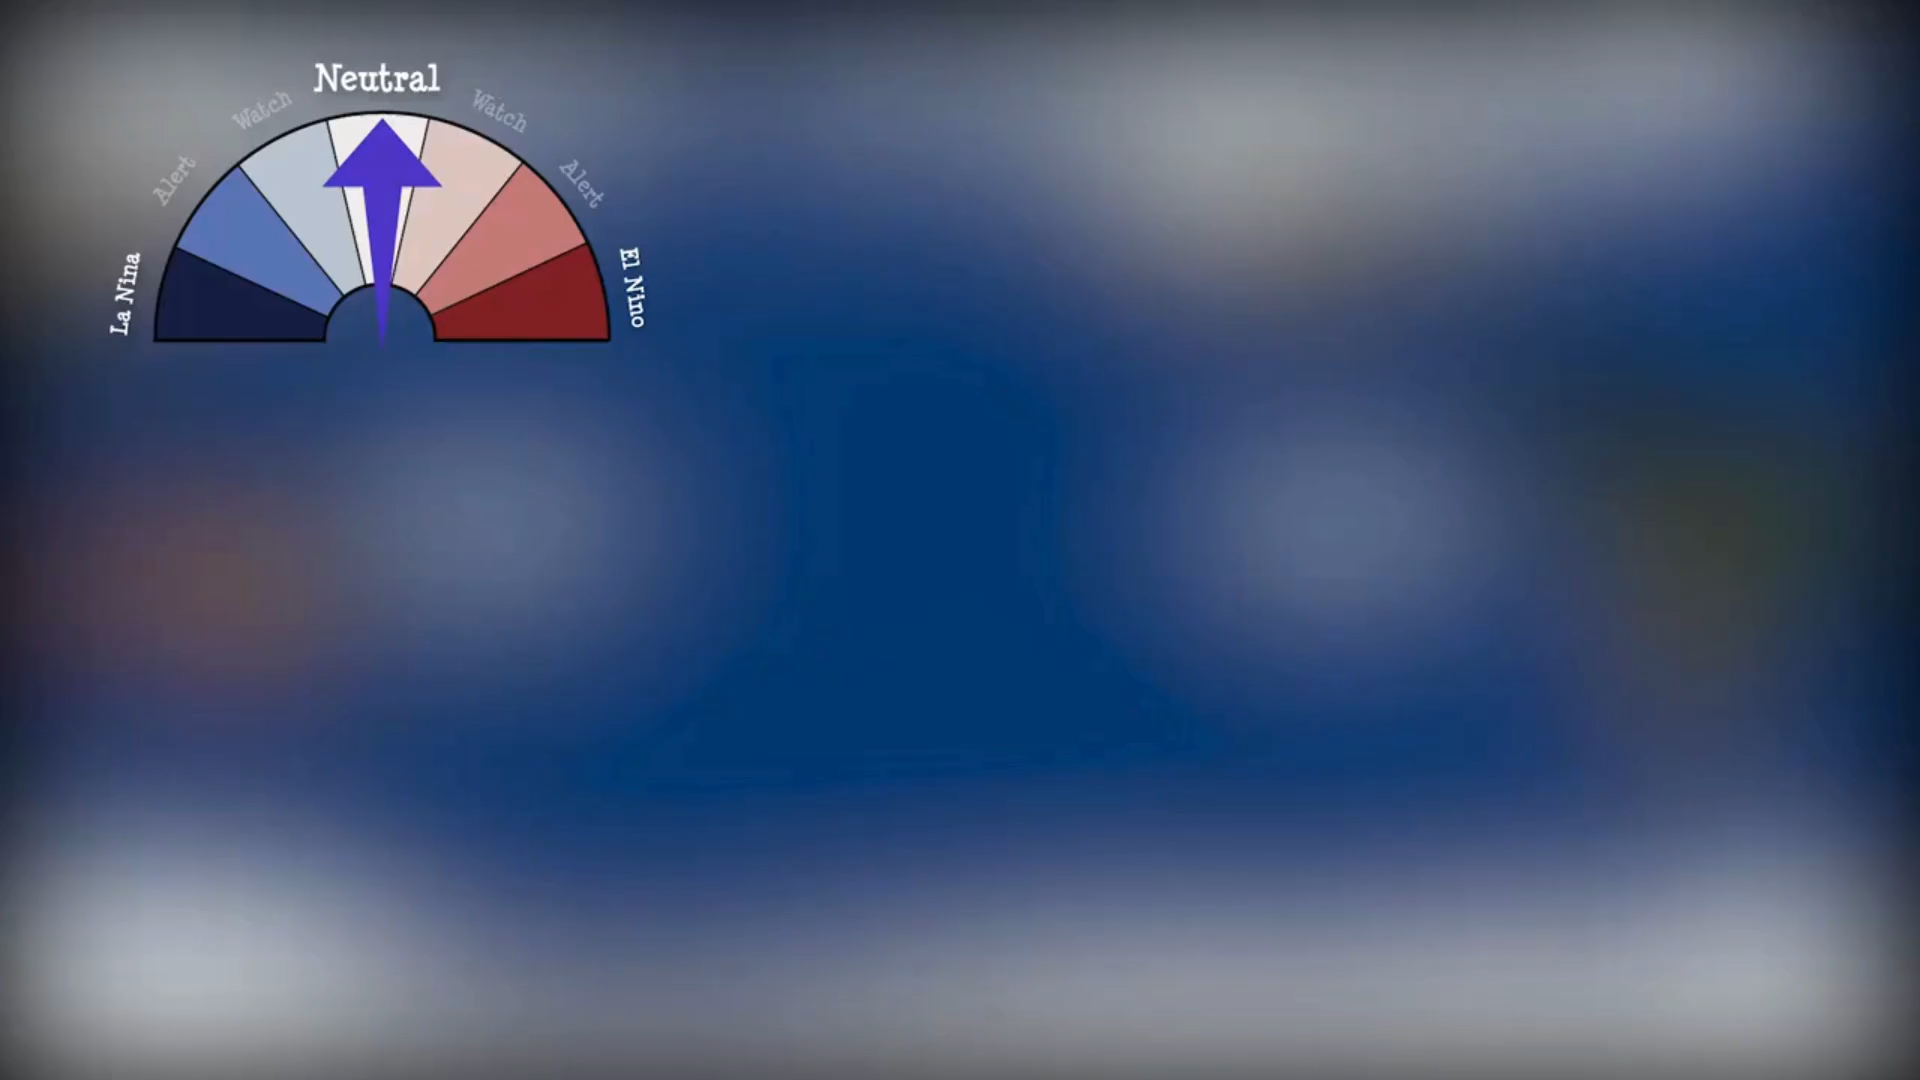 Neutral
Watch
Watch
Alert
Alert
La Nina
El Nino